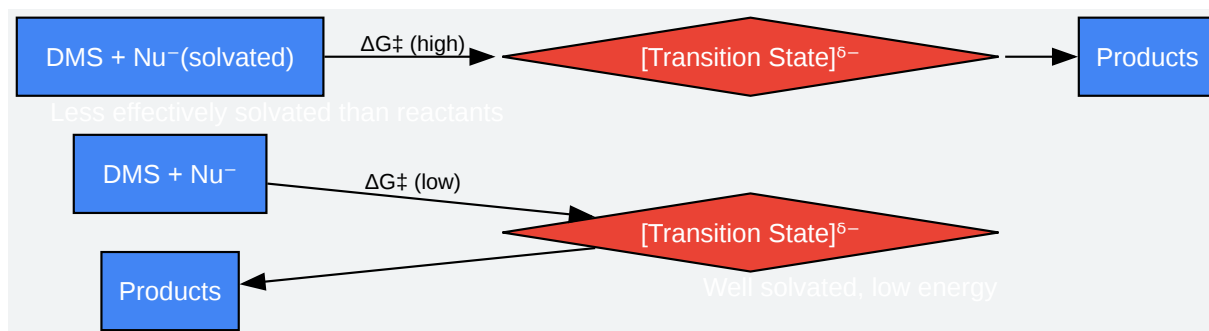 DMS + Nu⁻(solvated)
ΔG‡ (high)
[Transition State]ᵟ⁻
Products
Less effectively solvated than reactants
DMS + Nu⁻
ΔG‡ (low)
[Transition State]ᵟ⁻
Products
Well solvated, low energy